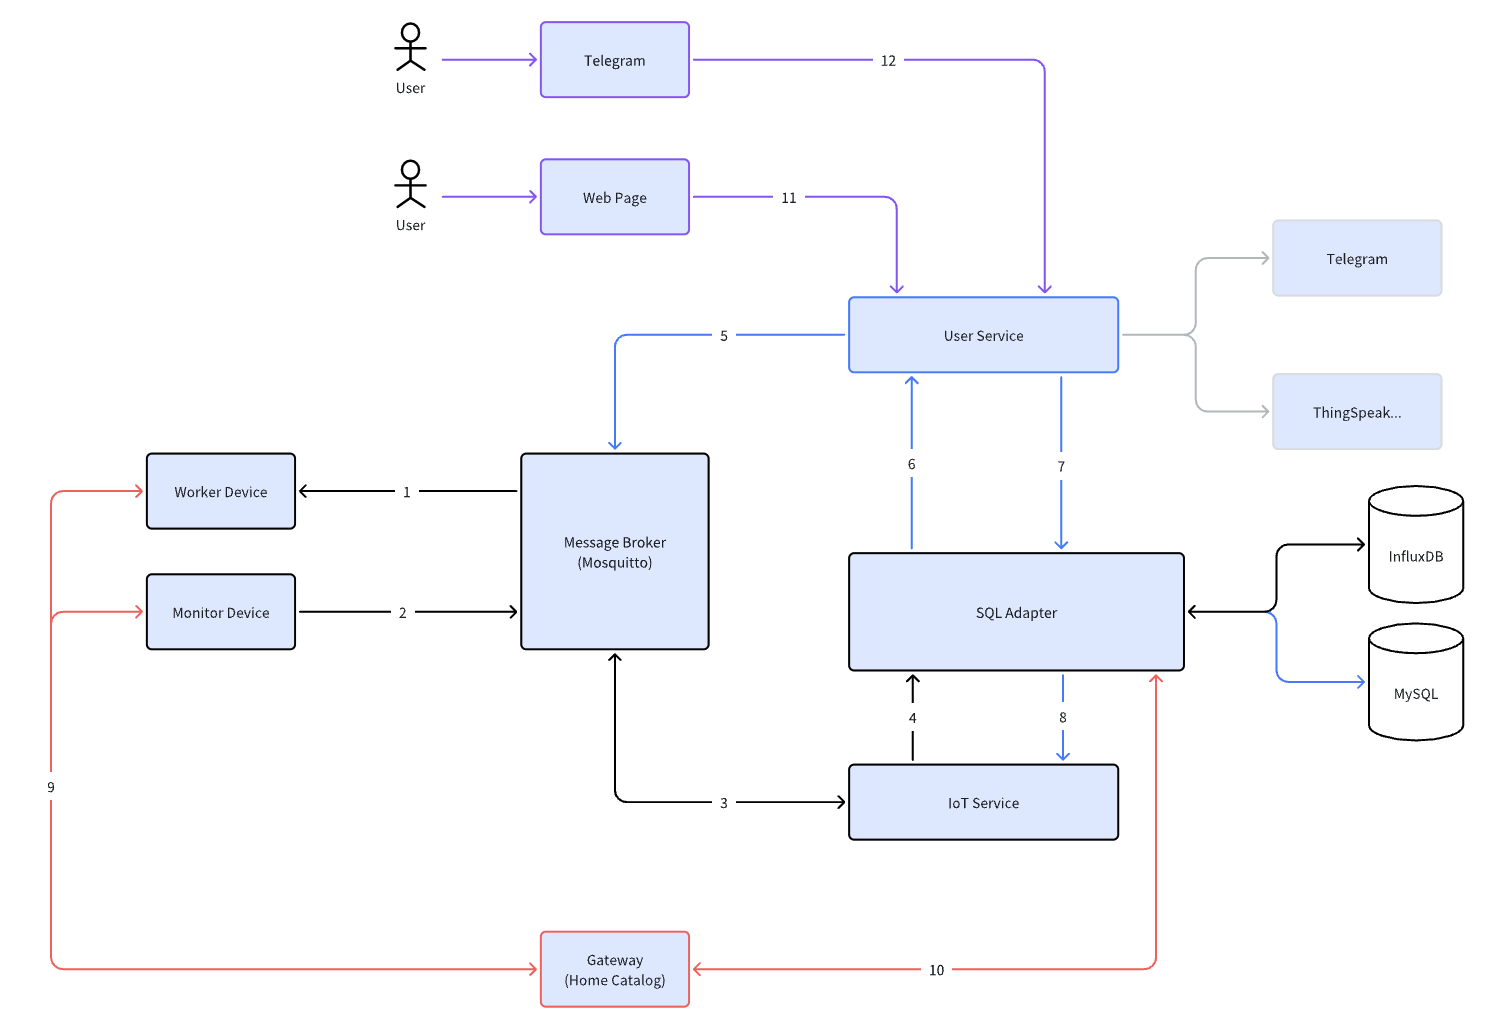 User
Telegram
12
User
Web Page
11
Telegram
User Service
5
ThingSpeak...
6
7
Worker Device
1
Message Broker
(Mosquitto)
InfluxDB
Monitor Device
2
SQL Adapter
MySQL
4
8
9
3
IoT Service
Gateway
(Home Catalog)
10